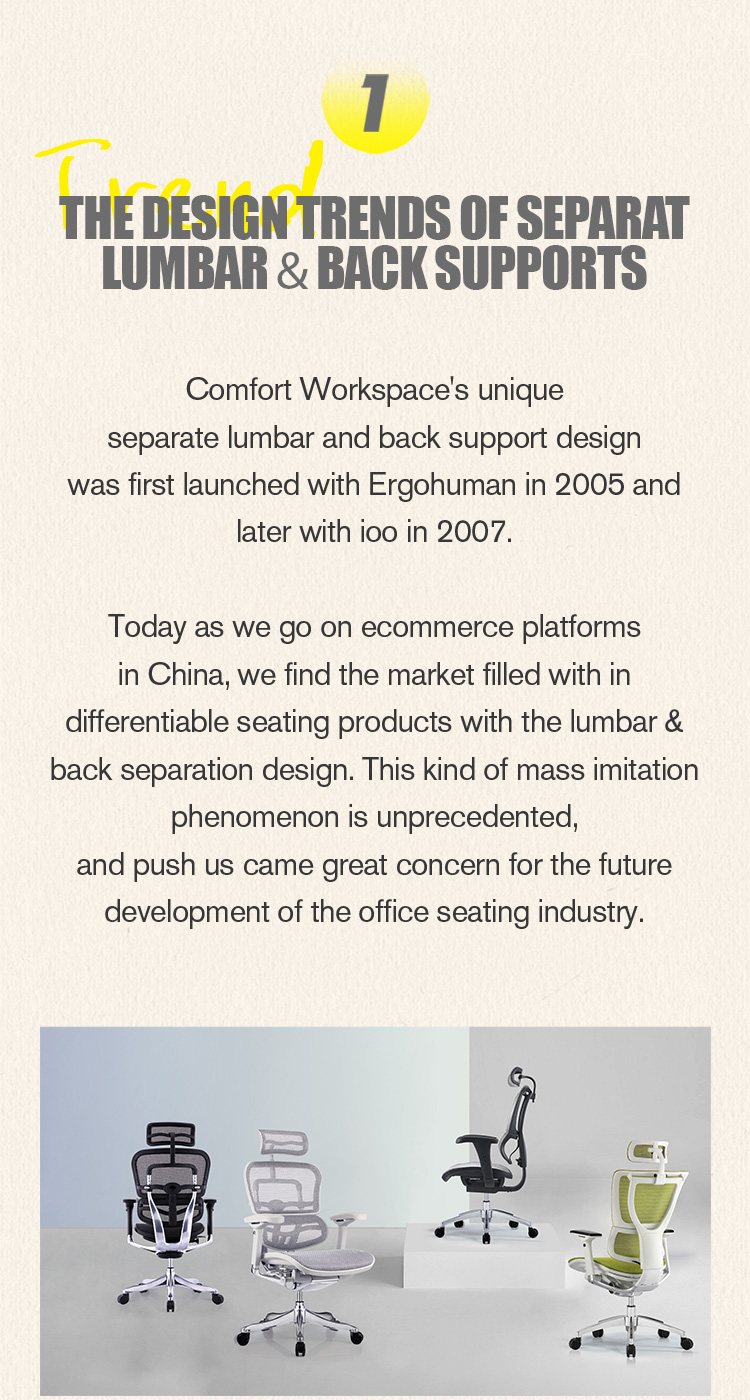 1
Trend
THE DESIGN TRENDS OF SEPARAT
LUMBAR & BACK SUPPORTS
Comfort Workspace's unique
separate lumbar and back support design
was first launched with Ergohuman in 2005 and
later with ioo in 2007.
Today as we go on ecommerce platforms
in China, we find the market filled with in
differentiable seating products with the lumbar &
back separation design. This kind of mass imitation
phenomenon is unprecedented,
and push us came great concern for the future
development of the office seating industry.